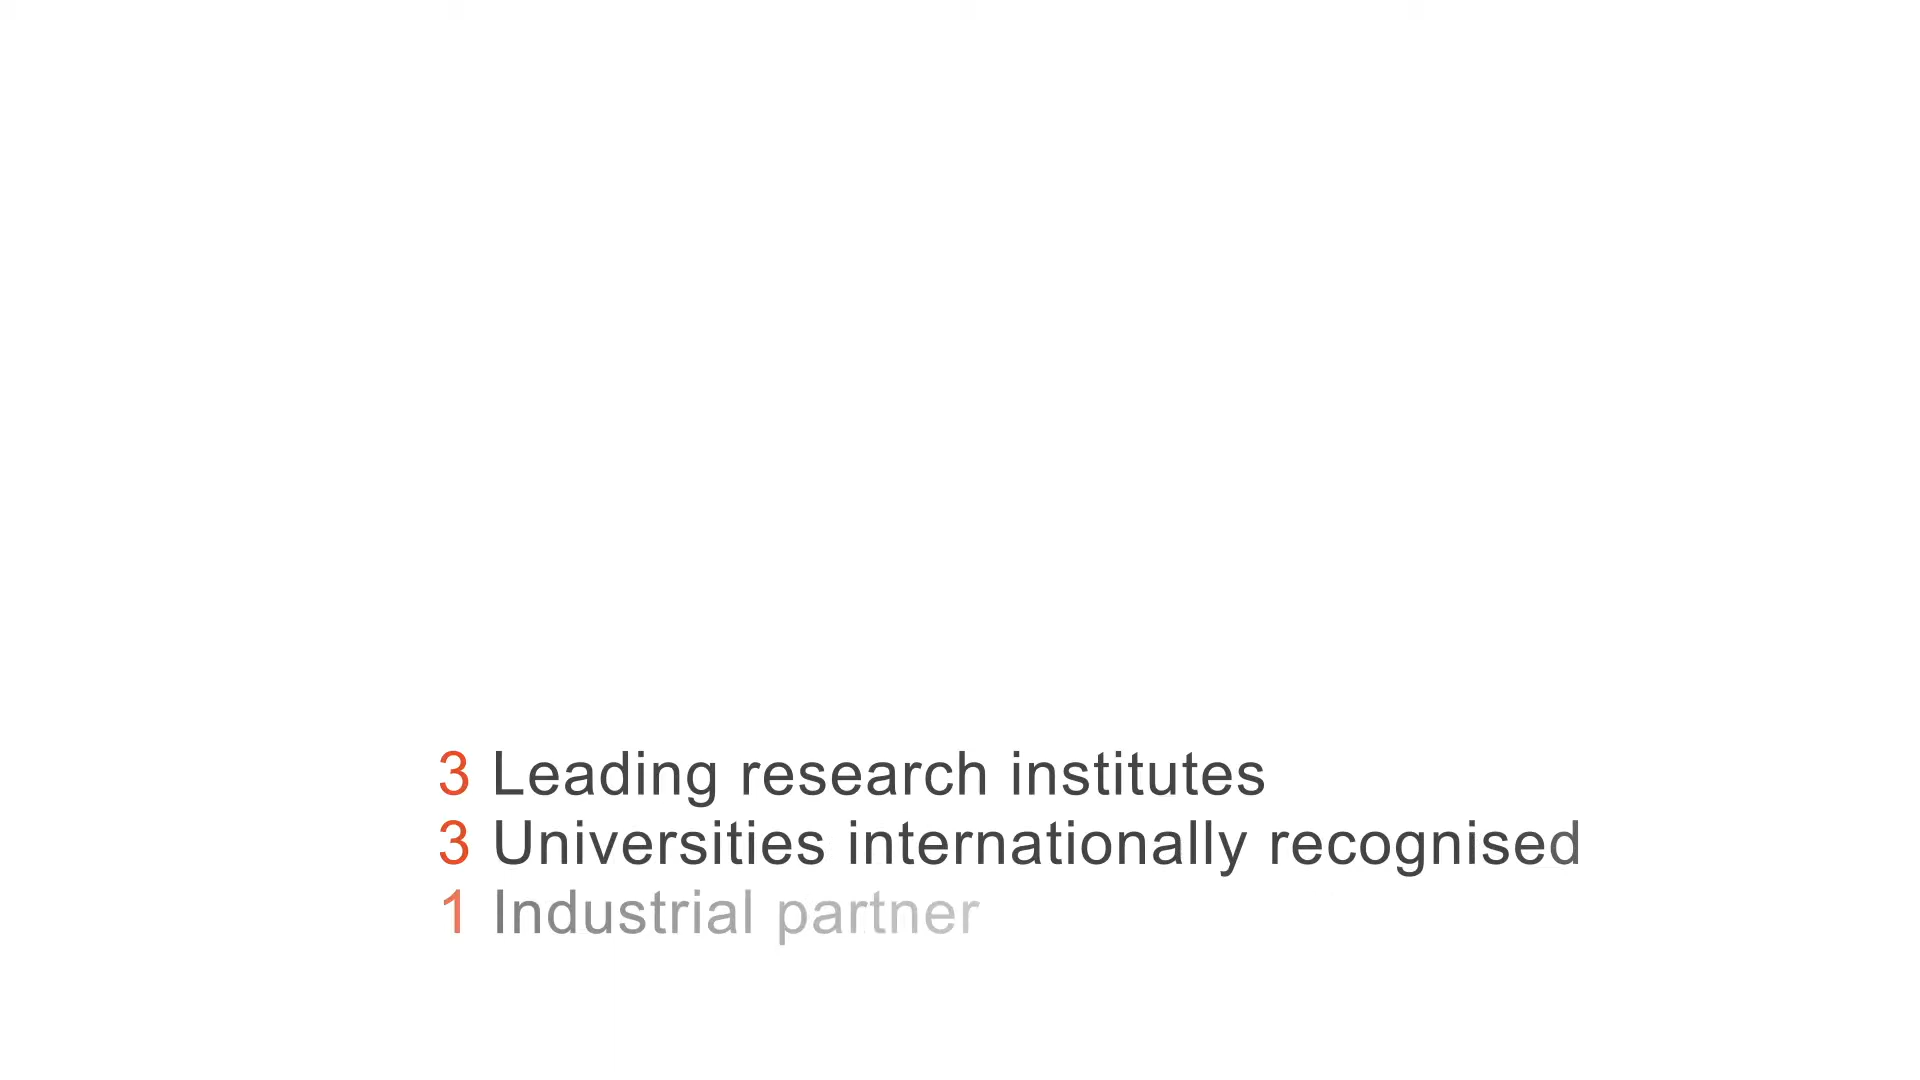 3 Leading research institutes
3 Universities internationally recognised
1 Industrial partner